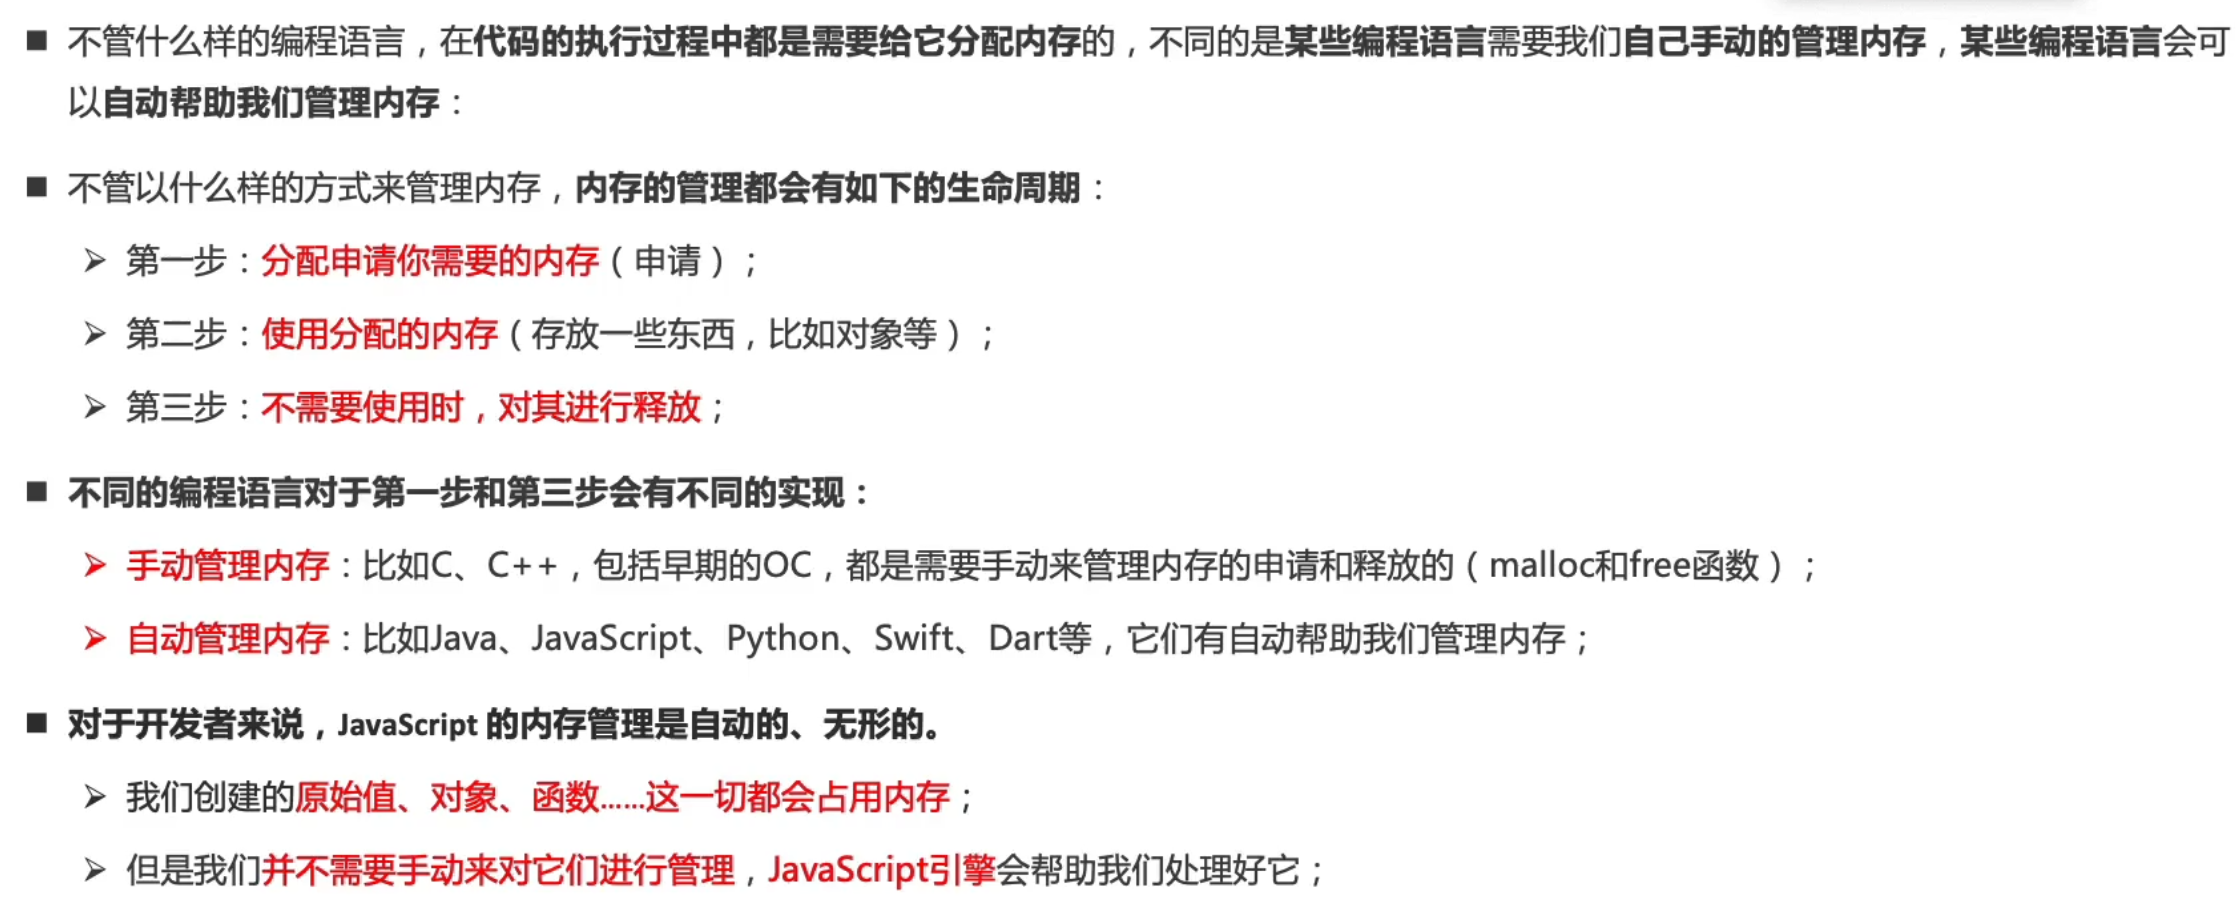 ■ 不管什么样的编程语言，在代码的执行过程中都是需要给它分配内存的，不同的是某些编程语言需要我们自己手动的管理内存，某些编程语言会可
以自动帮助我们管理内存：
■ 不管以什么样的方式来管理内存，内存的管理都会有如下的生命周期：
➢ 第一步：分配申请你需要的内存（申请）；
➢ 第二步：使用分配的内存（存放一些东西，比如对象等）；
➢ 第三步：不需要使用时，对其进行释放；
■ 不同的编程语言对于第一步和第三步会有不同的实现：
➢ 手动管理内存：比如C、C++，包括早期的OC，都是需要手动来管理内存的申请和释放的（malloc和free函数）；
➢ 自动管理内存：比如Java、JavaScript、Python、Swift、Dart等，它们有自动帮助我们管理内存；
■ 对于开发者来说，JavaScript 的内存管理是自动的、无形的。
➢ 我们创建的原始值、对象、函数……这一切都会占用内存；
➢ 但是我们并不需要手动来对它们进行管理，JavaScript引擎会帮助我们处理好它；